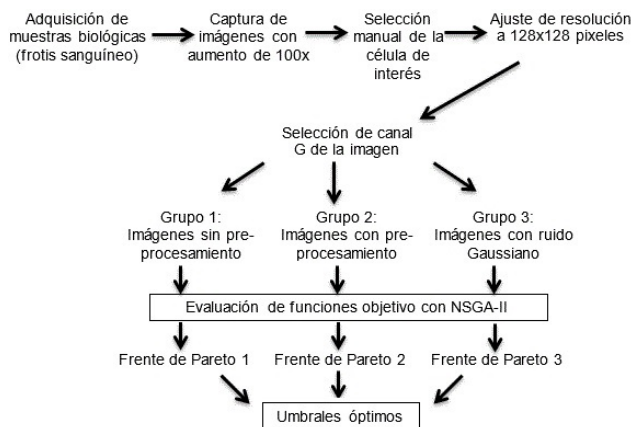 Adquisición de
muestras biológicas
(frotis sanguíneo)
Captura de
imágenes con
aumento de 100x
Selección
manual de la
célula de
interés
Ajuste de resolución
a 128x128 pixeles
Selección de canal
G de la imagen
Grupo 1:
Imágenes sin pre-
procesamiento
Grupo 2:
Imágenes con pre-
procesamiento
Grupo 3:
Imágenes con ruido
Gaussiano
Evaluación de funciones objetivo con NSGA-II
Frente de Pareto 1
Frente de Pareto 2
Frente de Pareto 3
Umbrales óptimos